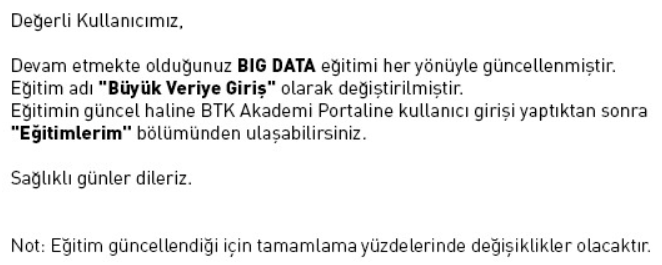 Değerli Kullanıcımız,
Devam etmekte olduğunuz BIG DATA eğitimi her yönüyle güncellenmiştir.
Eğitim adı "Büyük Veriye Giriş" olarak değiştirilmiştir.
Eğitimin güncel haline BTK Akademi Portaline kullanıcı girişi yaptıktan sonra
"Eğitimlerim" bölümünden ulaşabilirsiniz.
Sağlıklı günler dileriz.
Not: Eğitim güncellendiği için tamamlama yüzdelerinde değişiklikler olacaktır.